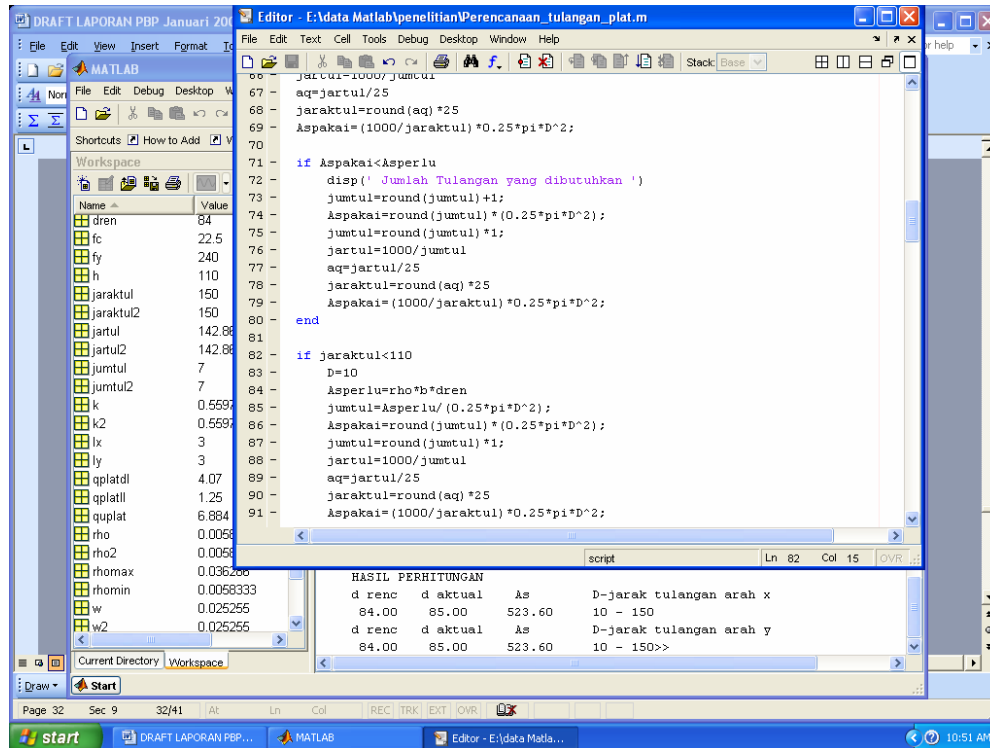 DRAFT LAPORAN PBP Januari 200
File Edit View Insert Format
r help
MATLAB
File Edit Debug Desktop
Shortcuts How to Add
Workspace
Name Value
dren 84
fc 22.5
fy 240
h 110
jaraktul 150
jaraktul2 150
jartul 142.86
jartul2 142.86
jumtul 7
jumtul2 7
k 0.5597
k2 0.5597
lx 3
ly 3
qplatdl 4.07
qplatll 1.25
quplat 6.884
rho 0.0058
rho2 0.0058
rhomax 0.036286
rhomin 0.0058333
w 0.025255
w2 0.025255
Current Directory Workspace
Start
Editor - E:\data Matlab\penelitian\Perencanaan_tulangan_plat.m
File Edit Text Cell Tools Debug Desktop Window Help
Stack: Base
66 - jartul=1000/jumtul
67 - aq=jartul/25
68 - jaraktul=round(aq)*25
69 - Aspakai=(1000/jaraktul)*0.25*pi*D^2;
70
71 - if Aspakai<Asperlu
72 - disp(' Jumlah Tulangan yang dibutuhkan ')
73 - jumtul=round(jumtul)+1;
74 - Aspakai=round(jumtul)*(0.25*pi*D^2);
75 - jumtul=round(jumtul)*1;
76 - jartul=1000/jumtul
77 - aq=jartul/25
78 - jaraktul=round(aq)*25
79 - Aspakai=(1000/jaraktul)*0.25*pi*D^2;
80 - end
81
82 - if jaraktul<110
83 - D=10
84 - Asperlu=rho*b*dren
85 - jumtul=Asperlu/(0.25*pi*D^2);
86 - Aspakai=round(jumtul)*(0.25*pi*D^2);
87 - jumtul=round(jumtul)*1;
88 - jartul=1000/jumtul
89 - aq=jartul/25
90 - jaraktul=round(aq)*25
91 - Aspakai=(1000/jaraktul)*0.25*pi*D^2;
script Ln 82 Col 15 OVR
HASIL PERHITUNGAN
d renc d aktual As D-jarak tulangan arah x
84.00 85.00 523.60 10 - 150
d renc d aktual As D-jarak tulangan arah y
84.00 85.00 523.60 10 - 150>>
Draw
Page 32 Sec 9 32/41 At Ln Col REC TRK EXT OVR
start DRAFT LAPORAN PBP... MATLAB Editor - E:\data Matla... 10:51 AM